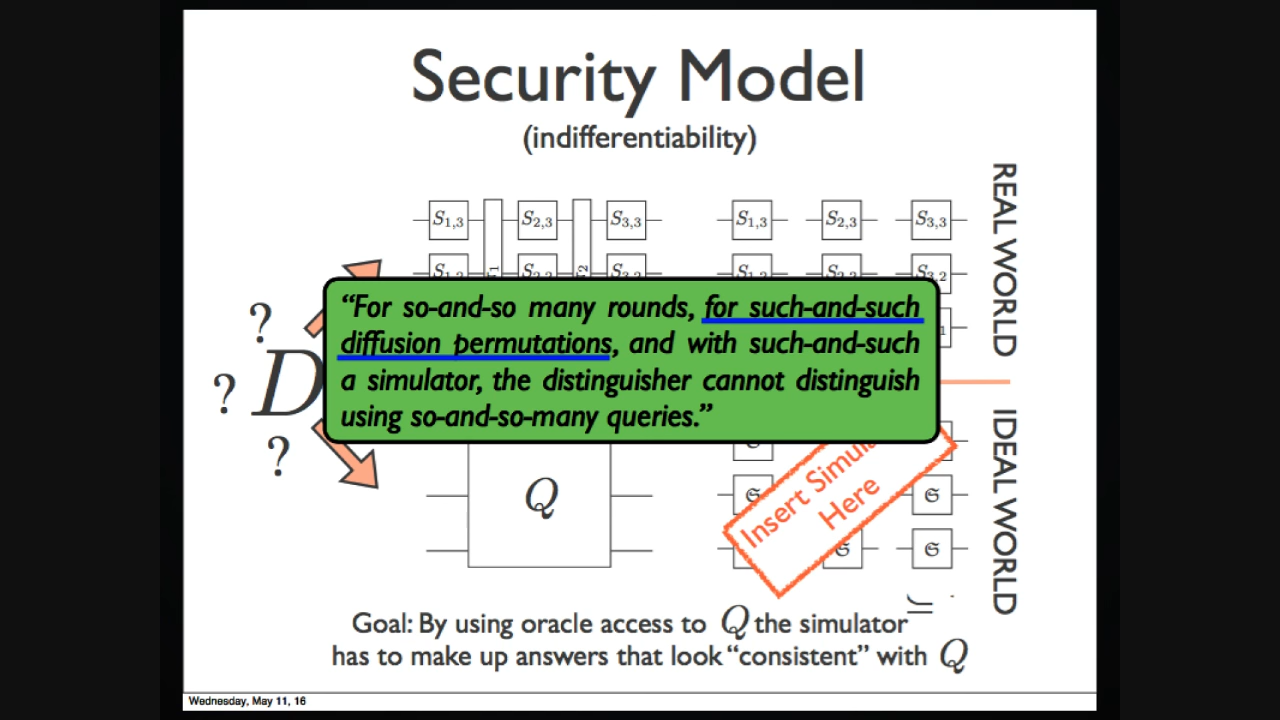 Security Model
(indifferentiability)
REAL WORLD
S1,3 S2,3 S3,3 S1,3 S2,3 S3,3
?
?
?
D
“For so-and-so many rounds, for such-and-such
diffusion permutations, and with such-and-such
a simulator, the distinguisher cannot distinguish
using so-and-so-many queries.”
IDEAL WORLD
Q
Insert
Here
𝔖 𝔖
𝔖 𝔖
Goal: By using oracle access to Q the simulator
has to make up answers that look “consistent” with Q
Wednesday, May 11, 16